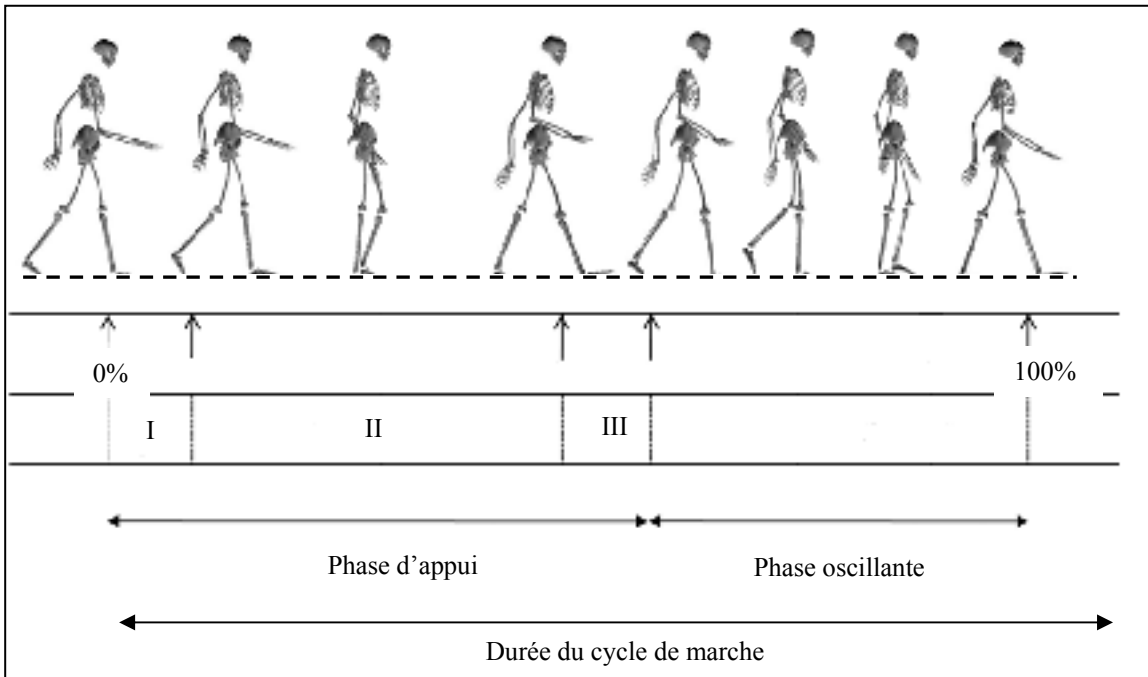 0%
100%
I
II
III
Phase d’appui
Phase oscillante
Durée du cycle de marche